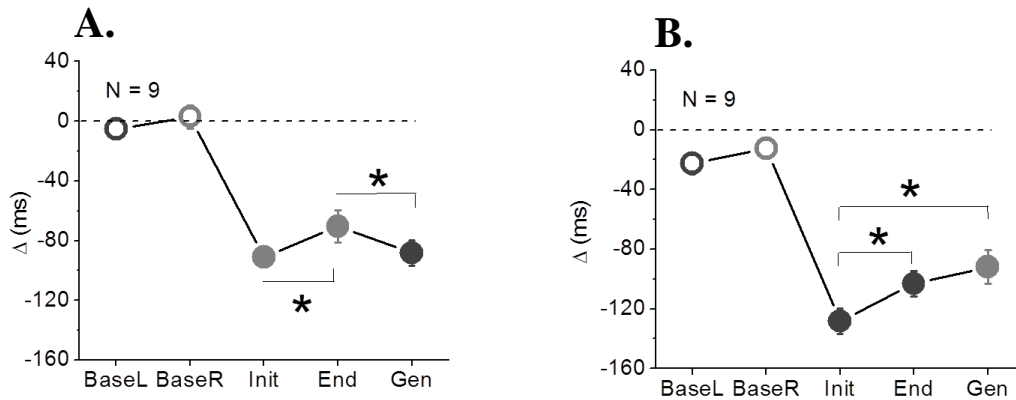 A.
40
0
-40
-80
-120
-160
Δ (ms)
N = 9
*
*
BaseL BaseR Init End Gen
B.
40
0
-40
-80
-120
-160
Δ (ms)
N = 9
*
*
BaseL BaseR Init End Gen